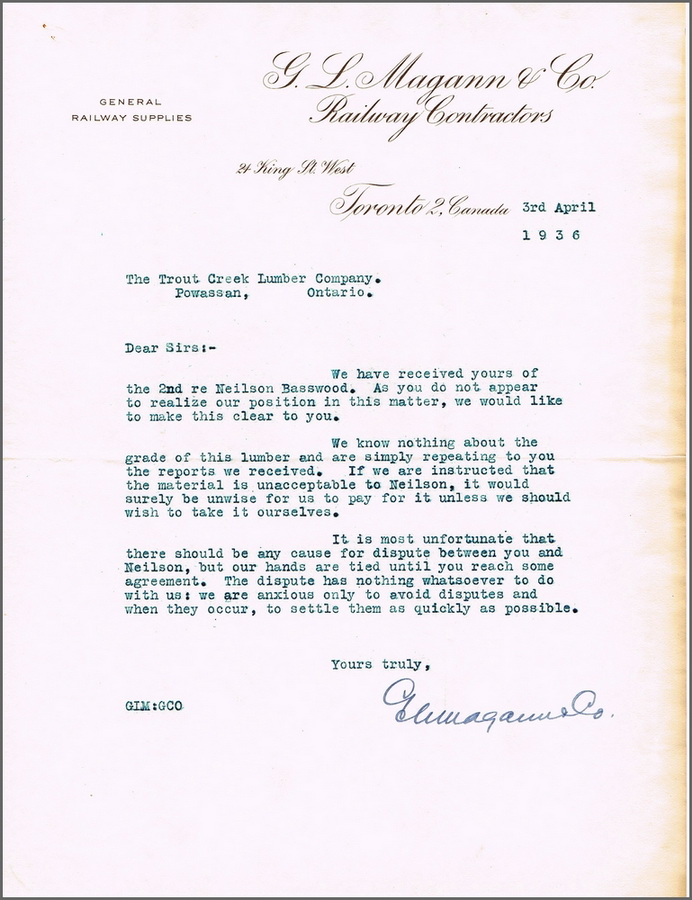 G. L. Magann & Co.
Railway Contractors
GENERAL
RAILWAY SUPPLIES
24 King St. West
Toronto 2, Canada 3rd April
1 9 3 6
The Trout Creek Lumber Company.
Powassan, Ontario.
Dear Sirs:-
We have received yours of
the 2nd re Neilson Basswood. As you do not appear
to realize our position in this matter, we would like
to make this clear to you.
We know nothing about the
grade of this lumber and are simply repeating to you
the reports we received. If we are instructed that
the material is unacceptable to Neilson, it would
surely be unwise for us to pay for it unless we should
wish to take it ourselves.
It is most unfortunate that
there should be any cause for dispute between you and
Neilson, but our hands are tied until you reach some
agreement. The dispute has nothing whatsoever to do
with us: we are anxious only to avoid disputes and
when they occur, to settle them as quickly as possible.
Yours truly,
GIM:GCO
GLMagann & Co.